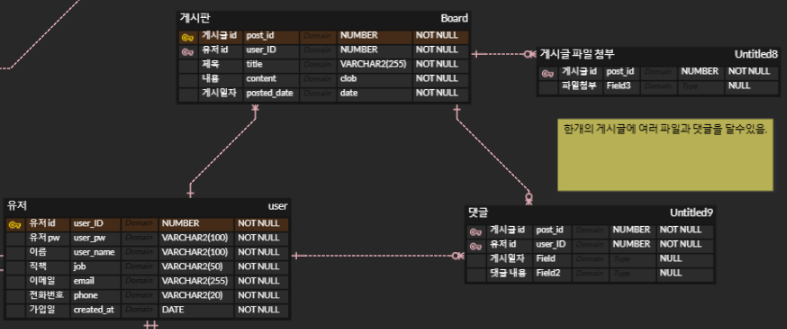 게시판 Board
게시글 id post_id Domain NUMBER NOT NULL
유저 id user_ID Domain NUMBER NOT NULL
제목 title Domain VARCHAR2(255) NOT NULL
내용 content Domain clob NOT NULL
게시일자 posted_date Domain date NOT NULL
게시글 파일 첨부 Untitled8
게시글 id post_id Domain NUMBER NOT NULL
파일첨부 Field3 Domain Type NULL
한개의 게시글에 여러 파일과 댓글을 달수있음.
유저 user
유저 id user_ID Domain NUMBER NOT NULL
유저 pw user_pw Domain VARCHAR2(100) NOT NULL
이름 user_name Domain VARCHAR2(100) NOT NULL
직책 job Domain VARCHAR2(50) NOT NULL
이메일 email Domain VARCHAR2(255) NOT NULL
전화번호 phone Domain VARCHAR2(20) NOT NULL
가입일 created_at Domain DATE NOT NULL
댓글 Untitled9
게시글 id post_id Domain NUMBER NOT NULL
유저 id user_ID Domain NUMBER NOT NULL
게시일자 Field Domain Type NULL
댓글 내용 Field2 Domain Type NULL